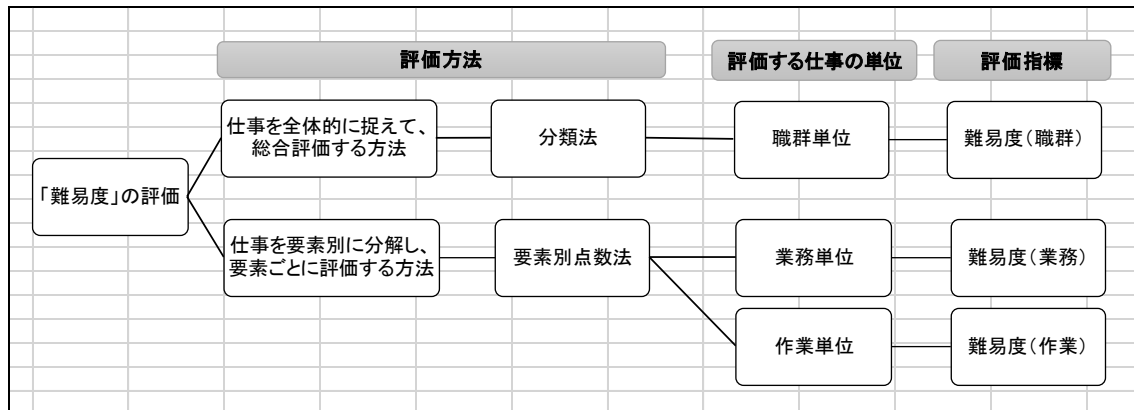 評価方法
評価する仕事の単位
評価指標
「難易度」の評価
仕事を全体的に捉えて、
総合評価する方法
分類法
職群単位
難易度(職群)
仕事を要素別に分解し、
要素ごとに評価する方法
要素別点数法
業務単位
難易度(業務)
作業単位
難易度(作業)